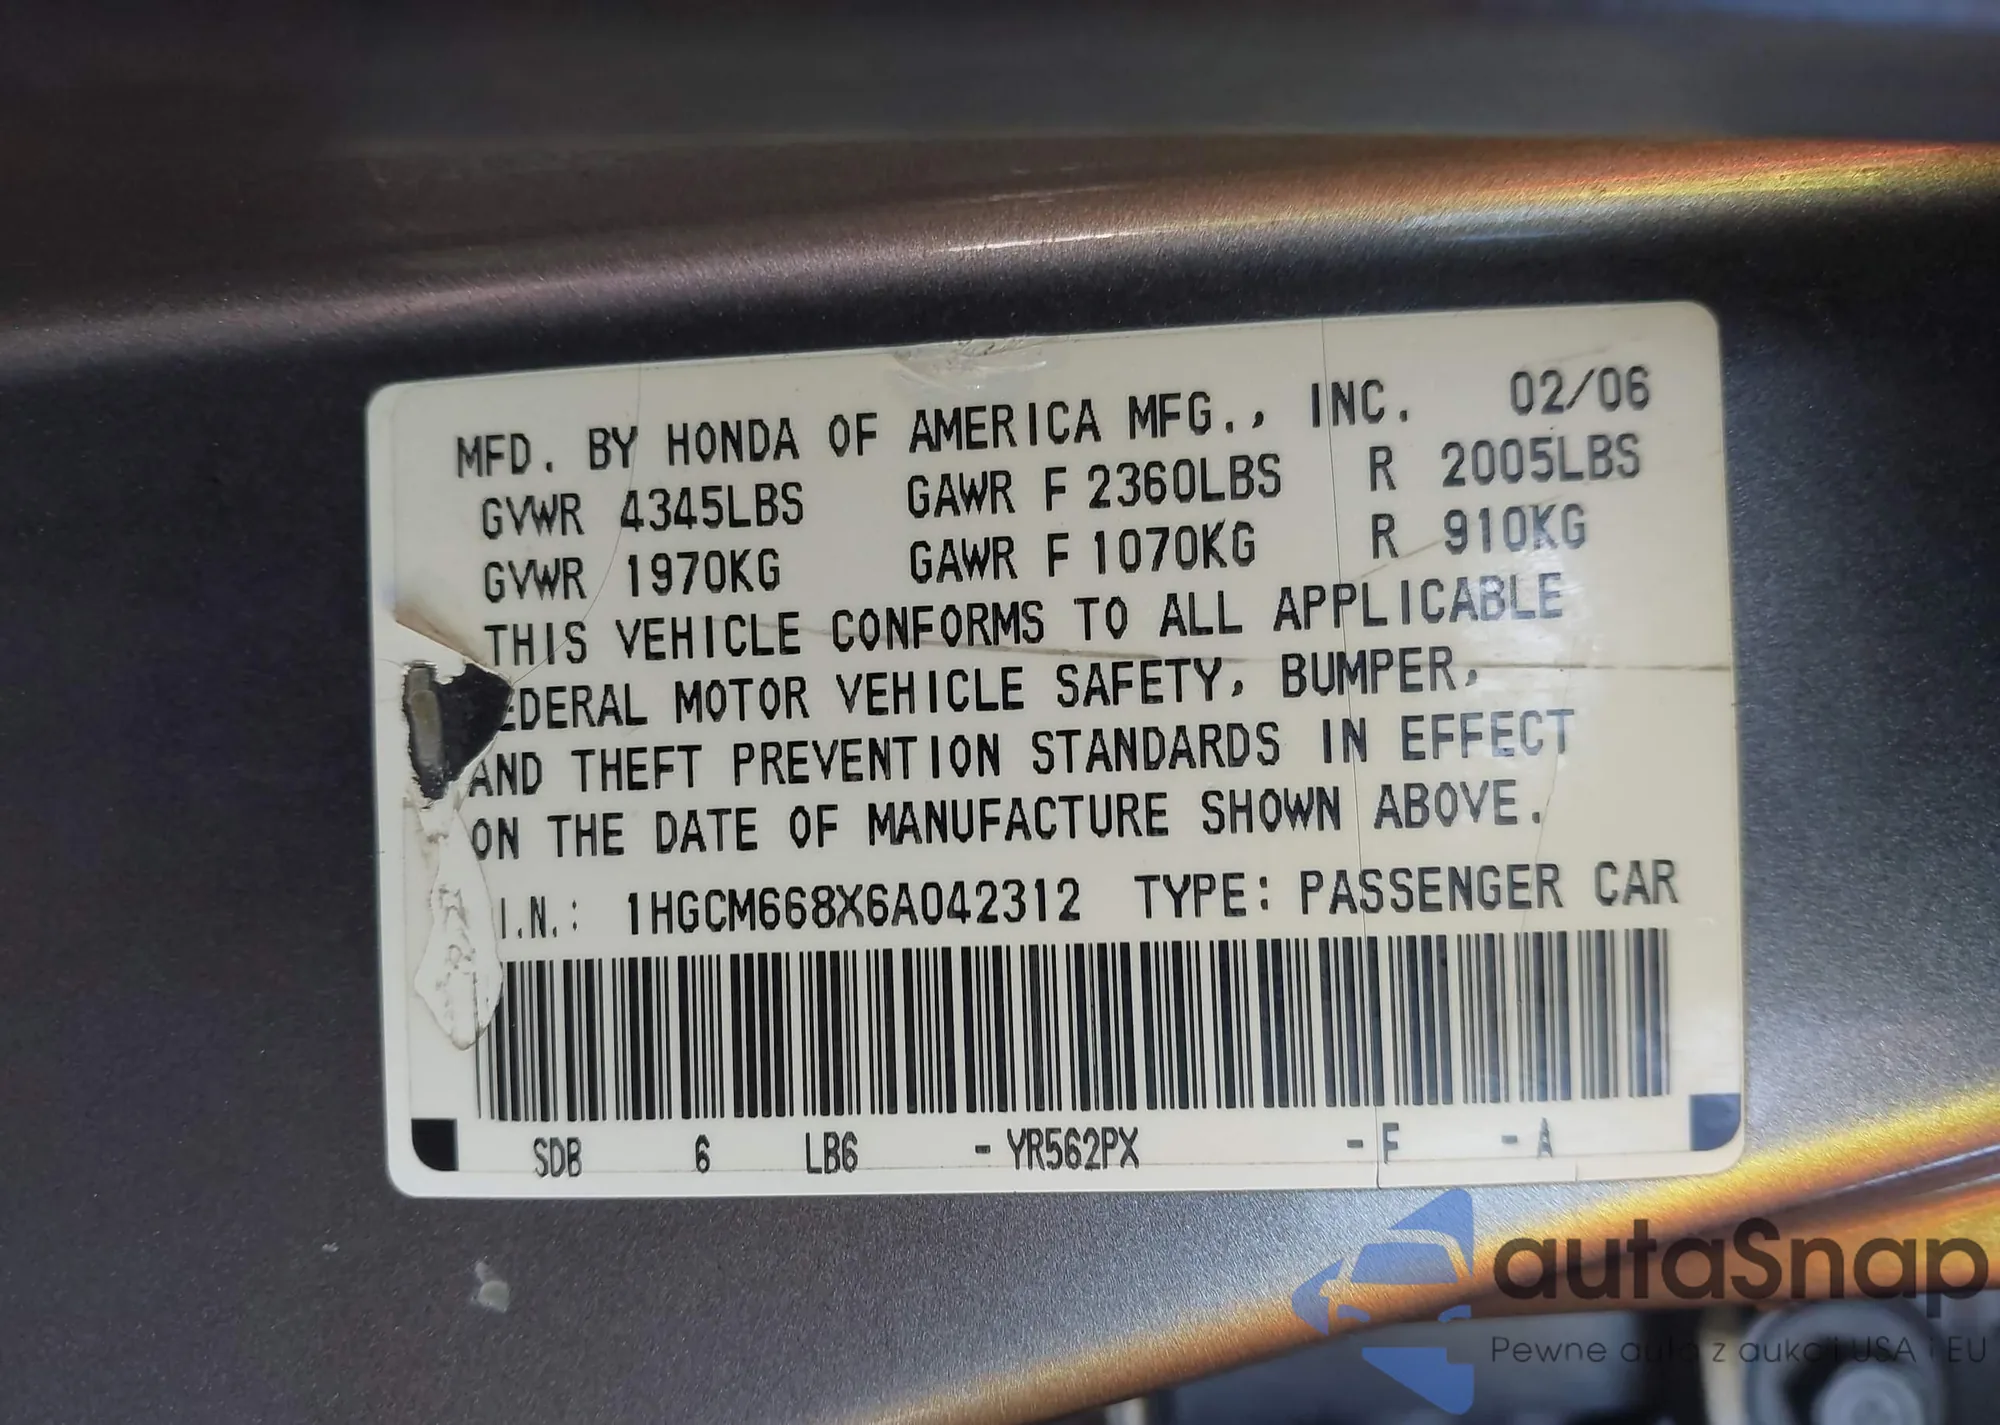 MFD. BY HONDA OF AMERICA MFG., INC. 02/06
GVWR 4345LBS GAWR F 2360LBS R 2005LBS
GVWR 1970KG GAWR F 1070KG R 910KG
THIS VEHICLE CONFORMS TO ALL APPLICABLE
EDERAL MOTOR VEHICLE SAFETY, BUMPER,
AND THEFT PREVENTION STANDARDS IN EFFECT
ON THE DATE OF MANUFACTURE SHOWN ABOVE.
I.N.: 1HGCM668X6A042312 TYPE: PASSENGER CAR
SDB 6 LB6 - YR562PX - F - A
autaSnap
Pewne auta z aukcji USA i EU